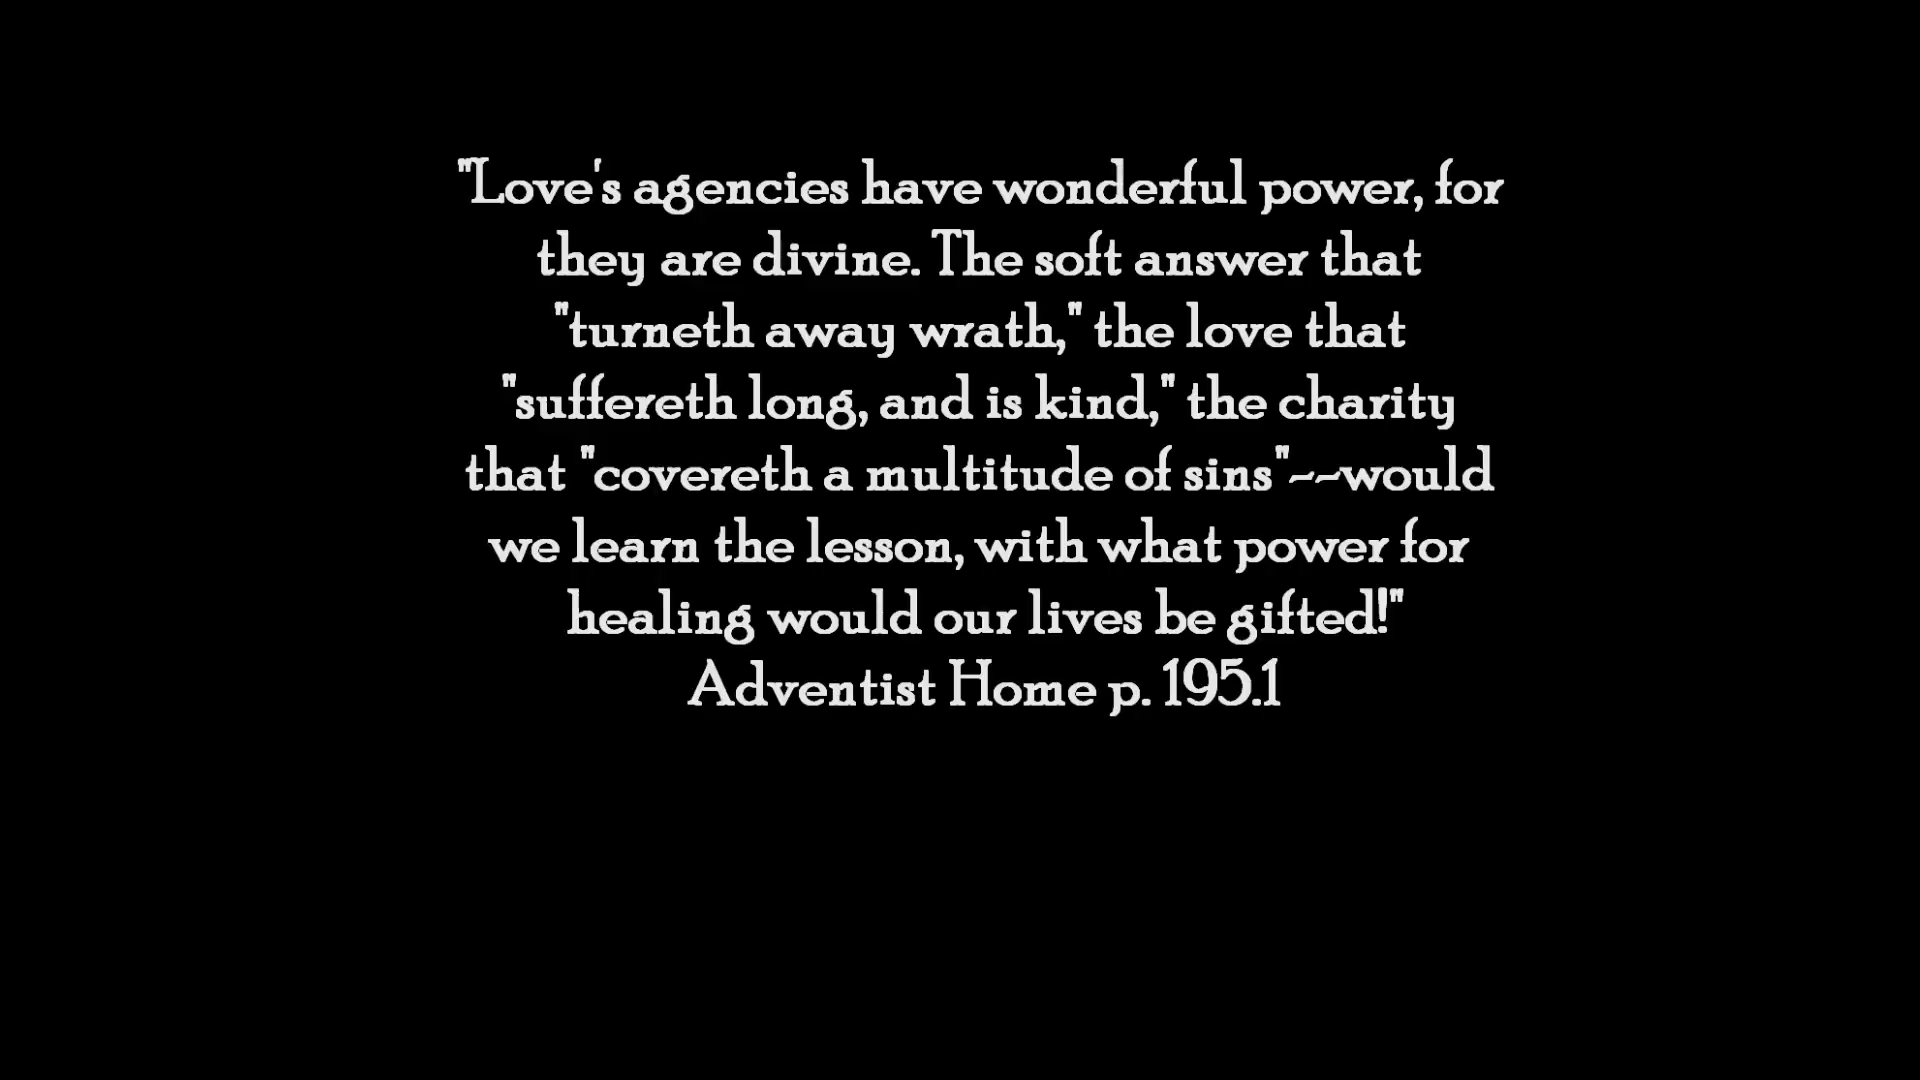 "Love's agencies have wonderful power, for
they are divine. The soft answer that
"turneth away wrath," the love that
"suffereth long, and is kind," the charity
that "covereth a multitude of sins"--would
we learn the lesson, with what power for
healing would our lives be gifted!"
Adventist Home p. 195.1